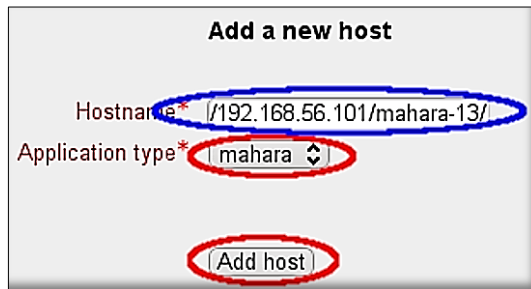 Add a new host
Hostname* /192.168.56.101/mahara-13/
Application type* mahara
Add host